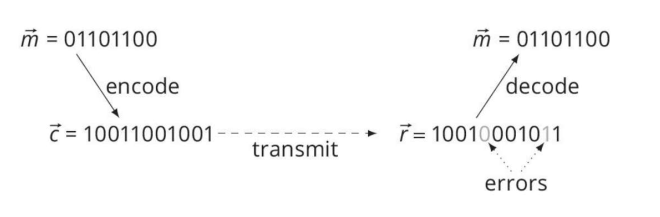 m⃗ = 01101100
m⃗ = 01101100
encode
decode
c⃗ = 10011001001
r⃗ = 10010001011
transmit
errors